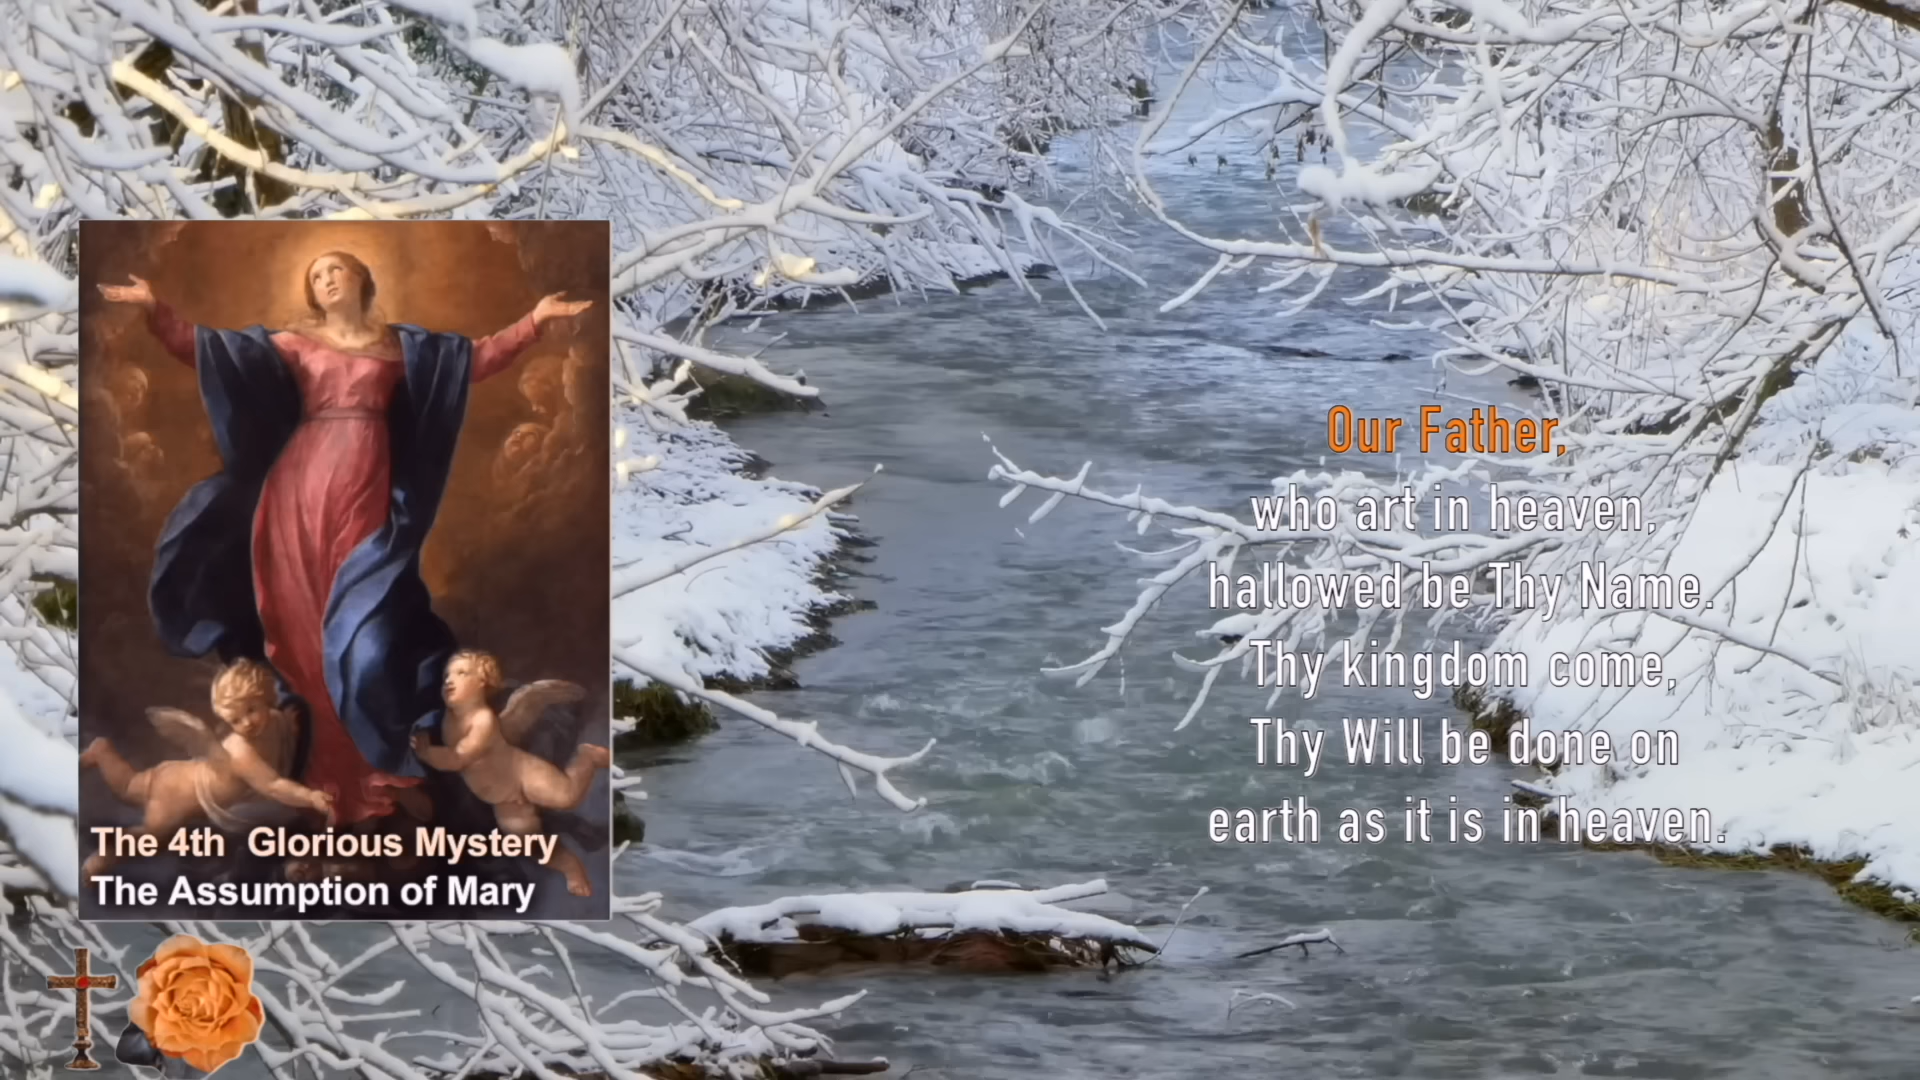 The 4th Glorious Mystery
The Assumption of Mary
Our Father,
who art in heaven,
hallowed be Thy Name.
Thy kingdom come,
Thy Will be done on
earth as it is in heaven.